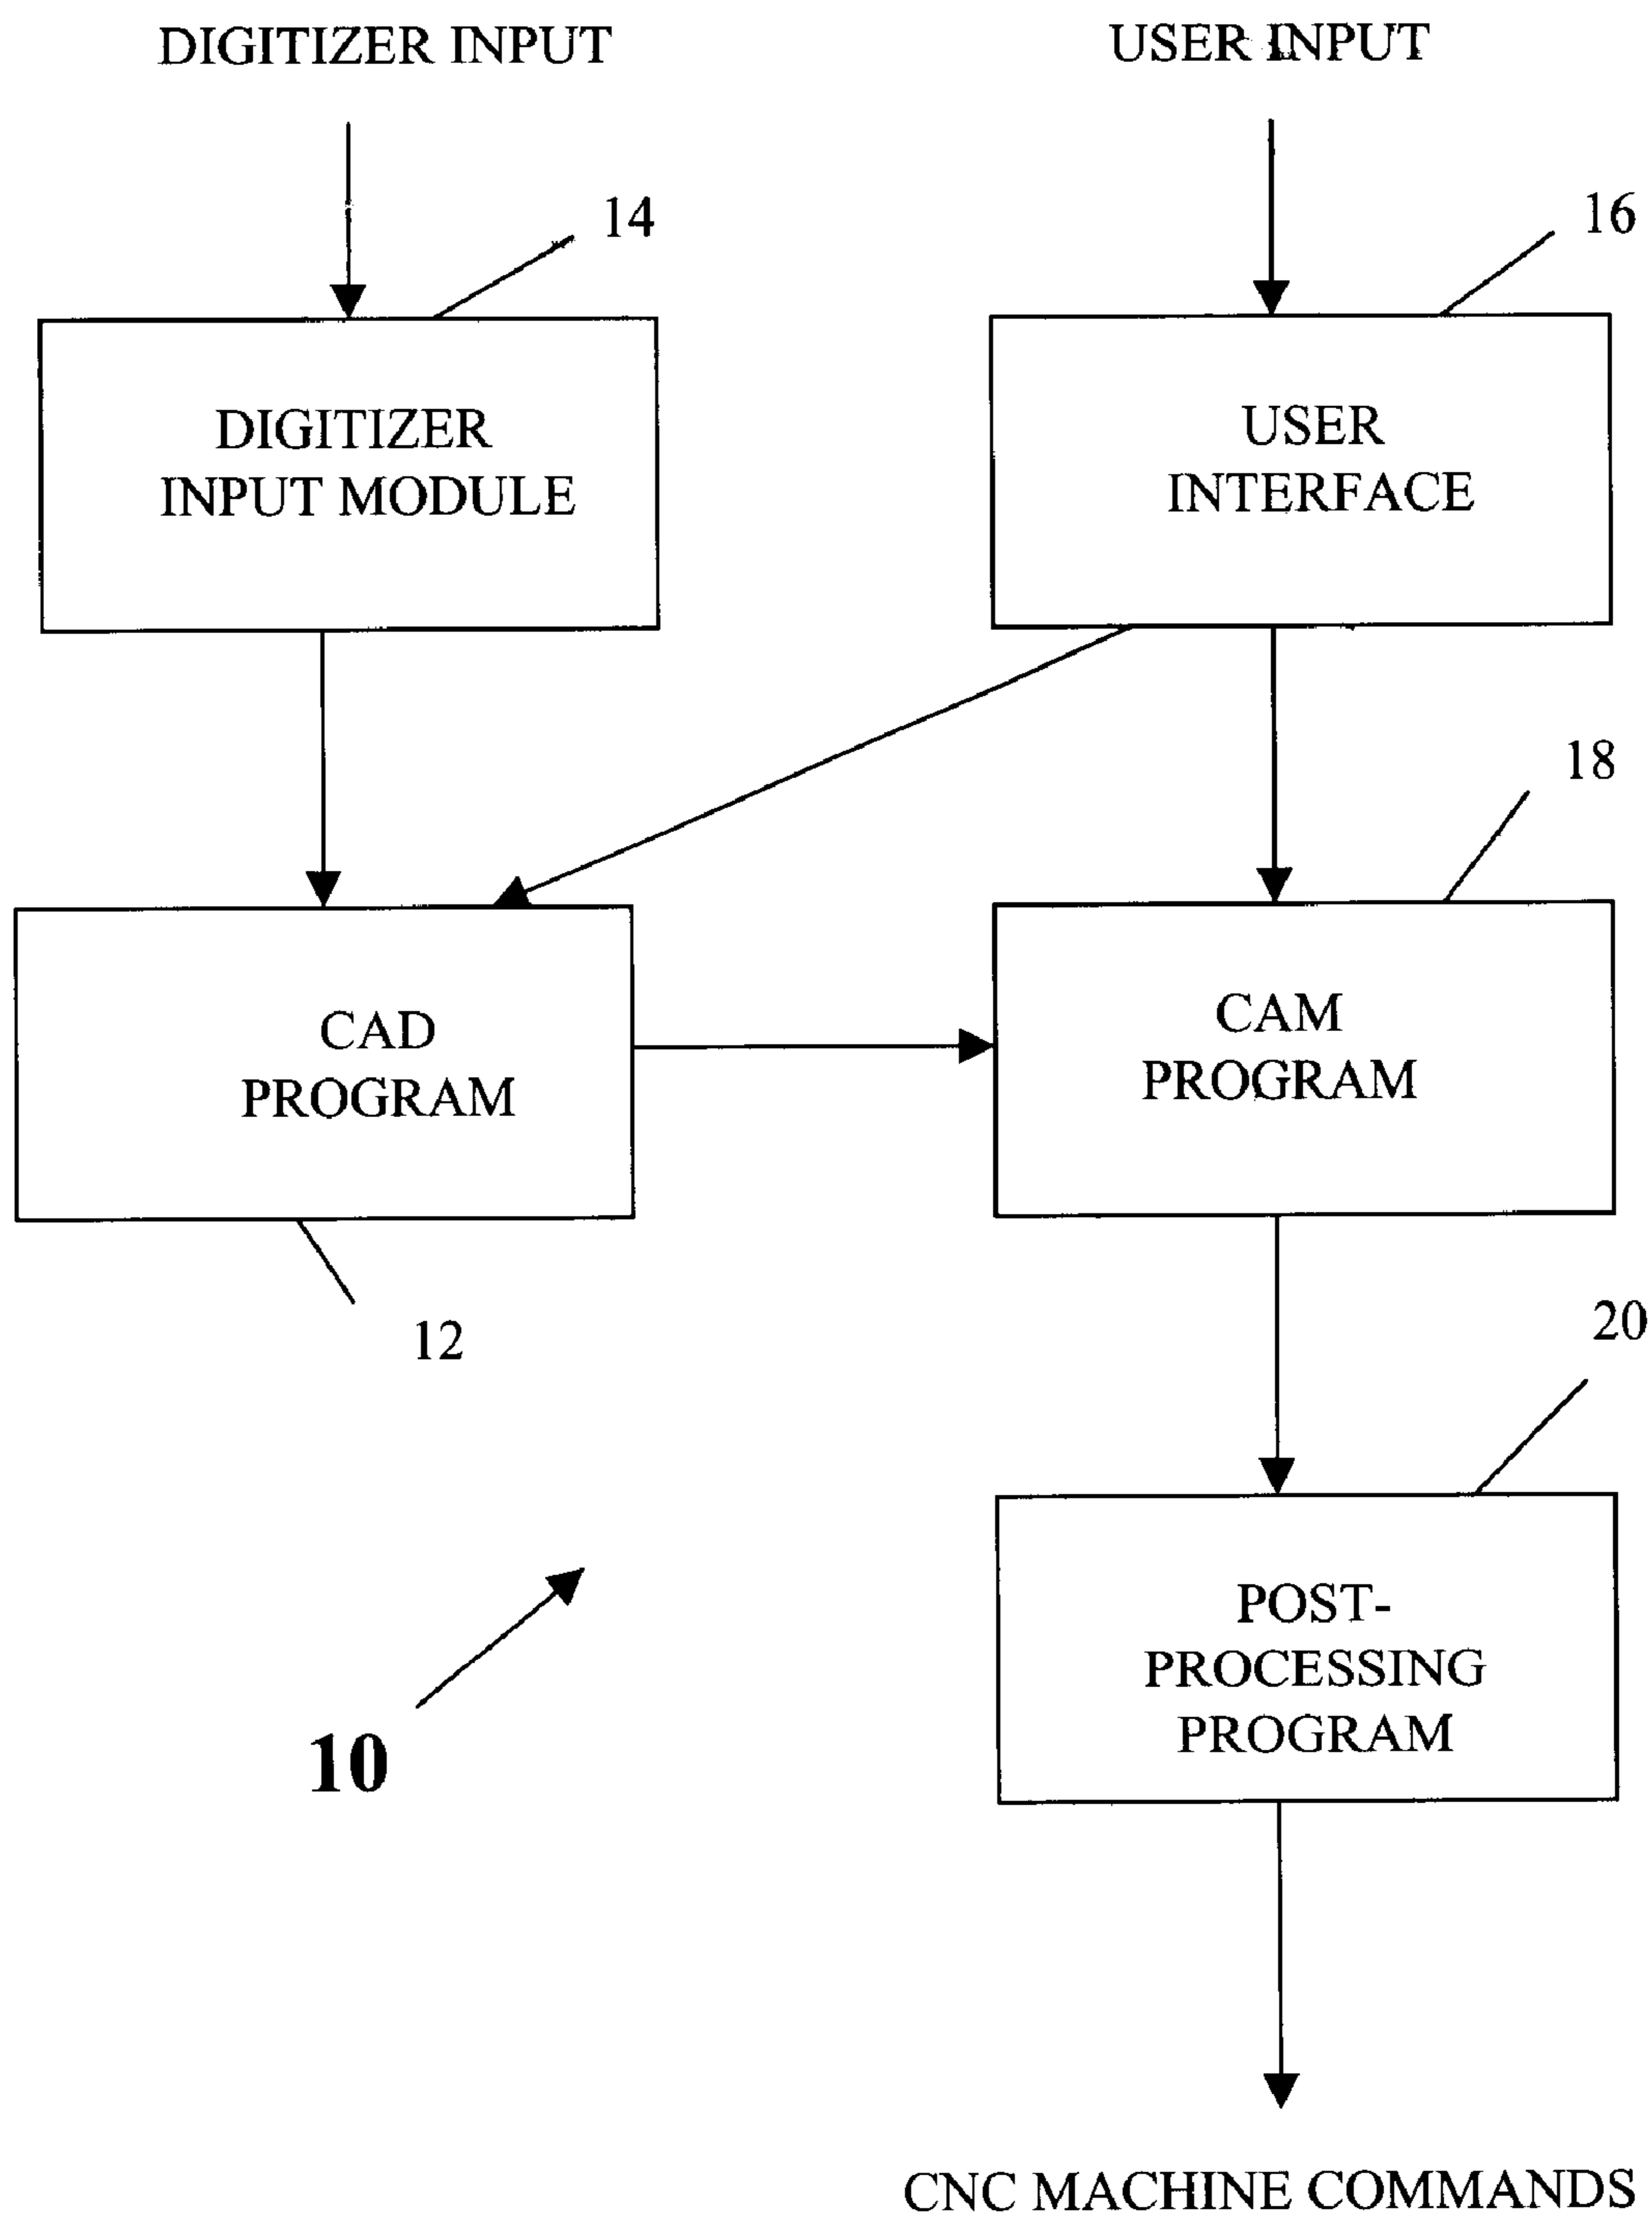 DIGITIZER INPUT
USER INPUT
14
16
DIGITIZER
INPUT MODULE
USER
INTERFACE
18
CAD
PROGRAM
CAM
PROGRAM
12
20
POST-
PROCESSING
PROGRAM
10
CNC MACHINE COMMANDS